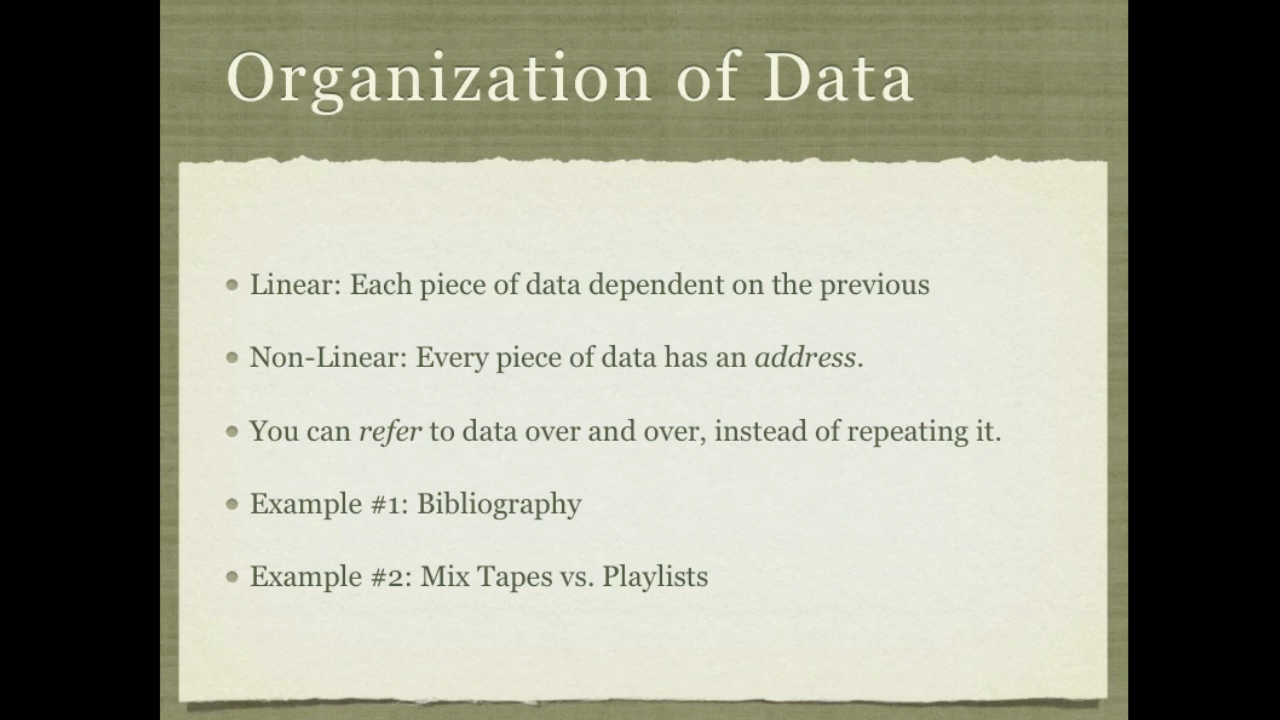 Organization of Data
• Linear: Each piece of data dependent on the previous
• Non-Linear: Every piece of data has an address.
• You can refer to data over and over, instead of repeating it.
• Example #1: Bibliography
• Example #2: Mix Tapes vs. Playlists